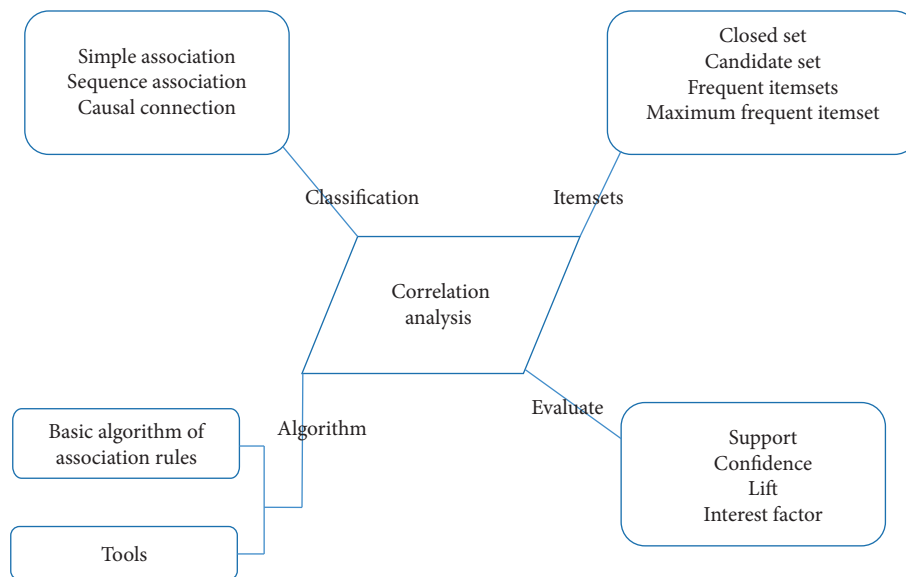 Simple association
Sequence association
Causal connection
Closed set
Candidate set
Frequent itemsets
Maximum frequent itemset
Classification
Itemsets
Correlation
analysis
Algorithm
Evaluate
Basic algorithm of
association rules
Tools
Support
Confidence
Lift
Interest factor